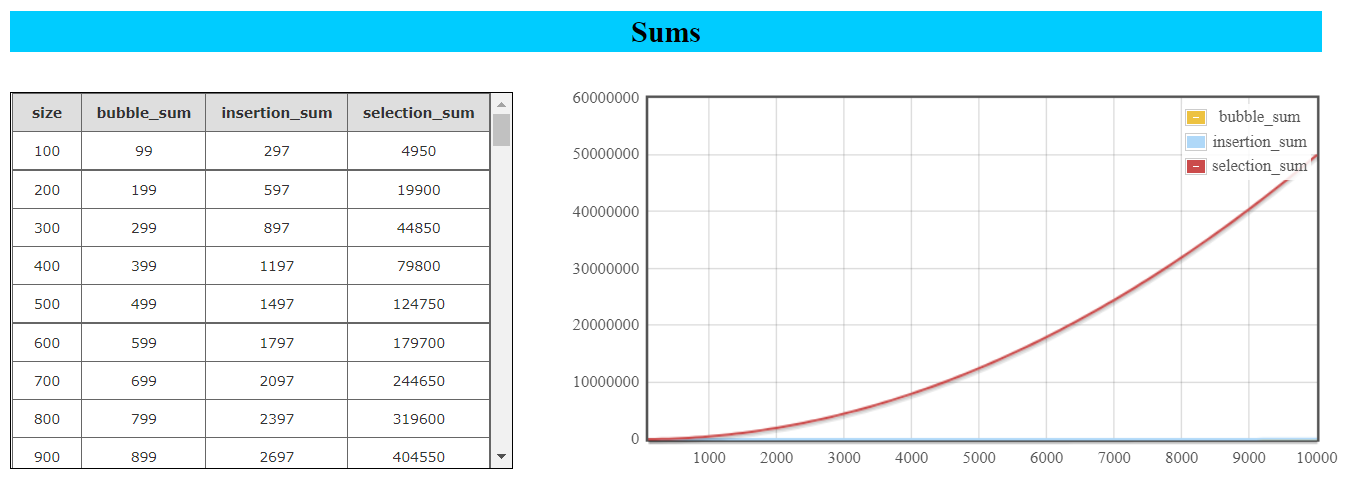 Sums
size bubble_sum insertion_sum selection_sum
100 99 297 4950
200 199 597 19900
300 299 897 44850
400 399 1197 79800
500 499 1497 124750
600 599 1797 179700
700 699 2097 244650
800 799 2397 319600
900 899 2697 404550
60000000
50000000
40000000
30000000
20000000
10000000
0
bubble_sum
insertion_sum
selection_sum
1000 2000 3000 4000 5000 6000 7000 8000 9000 10000